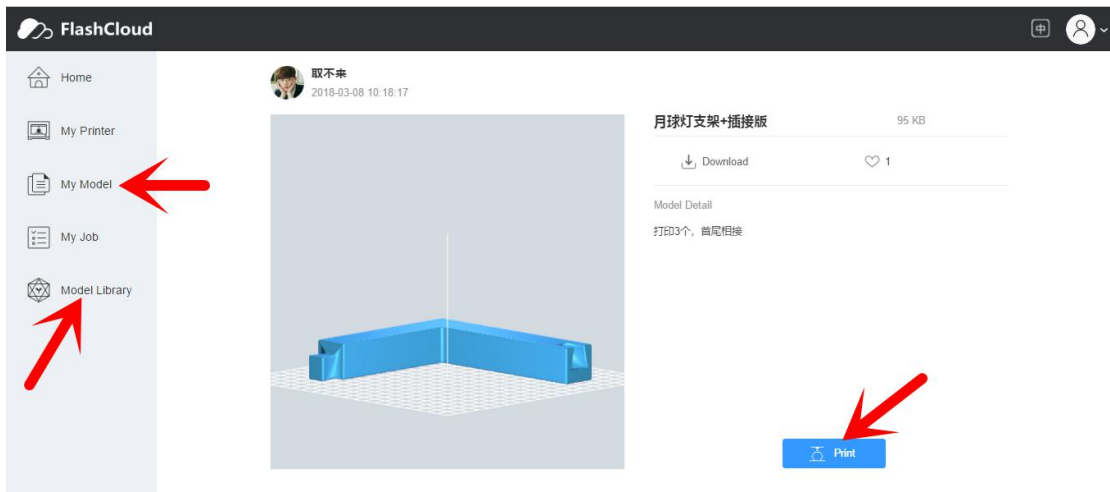 FlashCloud
中
Home
My Printer
My Model
My Job
Model Library
取不来
2018-03-08 10:18:17
月球灯支架+插接版
95 KB
Download
1
Model Detail
打印3个，首尾相接
Print